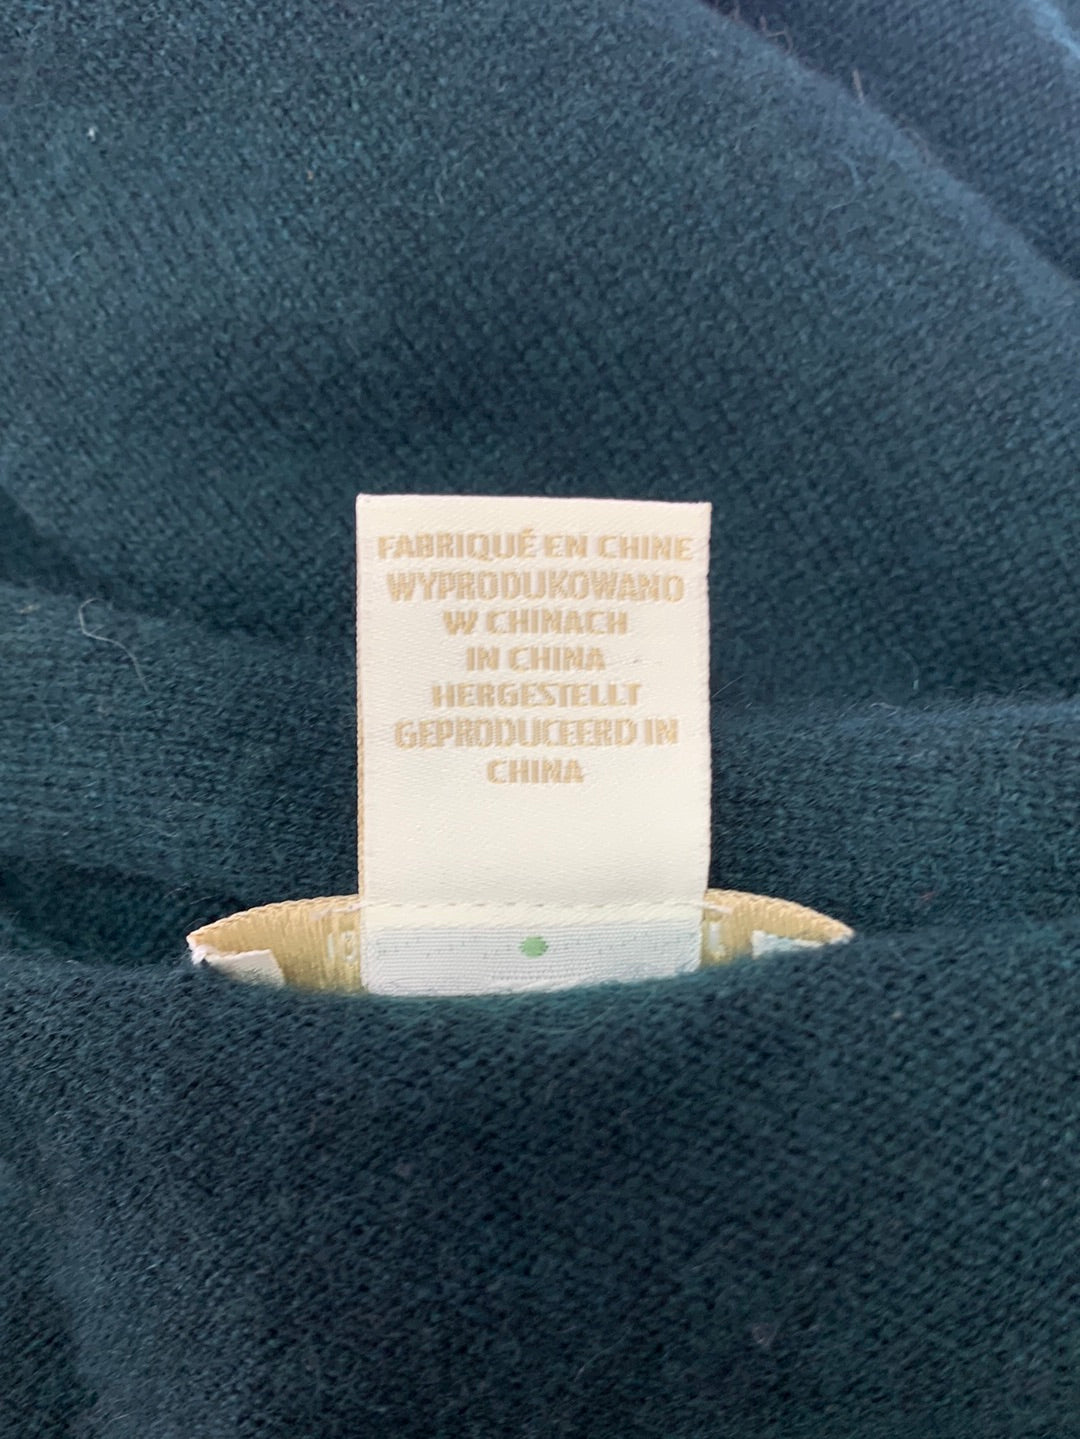 FABRIQUÉ EN CHINE
WYPRODUKOWANO
W CHINACH
IN CHINA
HERGESTELLT
GEPRODUCEERD IN
CHINA